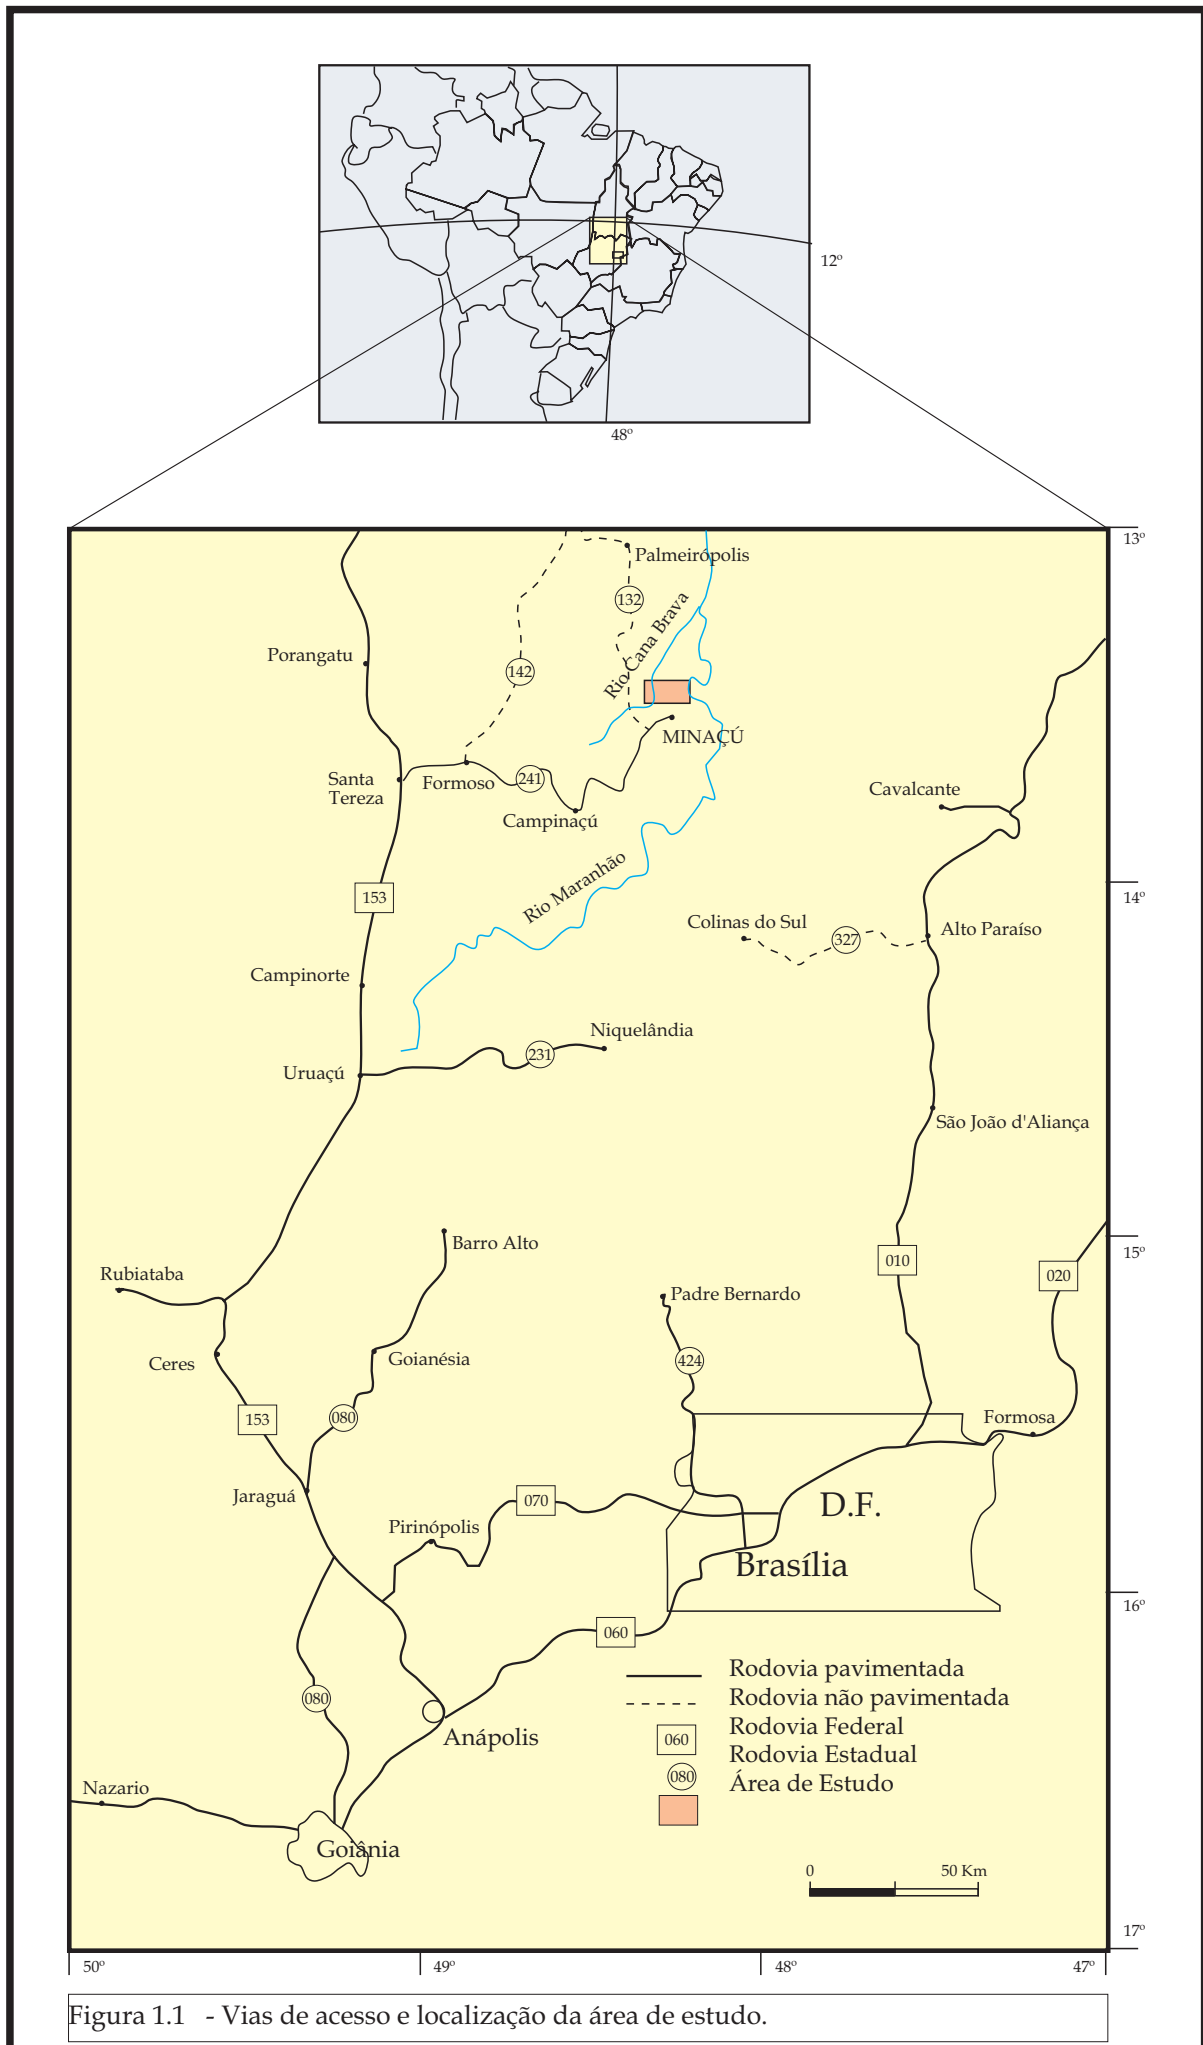 12º
48º
13º
Palmeirópolis
132
Rio Cana Brava
Porangatu
142
MINAÇÚ
Santa
Tereza
Formoso
241
Cavalcante
Campinaçú
Rio Maranhão
153
14º
Colinas do Sul
327
Alto Paraíso
Campinorte
Niquelândia
231
Uruaçú
São João d'Aliança
Barro Alto
15º
010
020
Rubiataba
Padre Bernardo
Ceres
Goianésia
424
153
080
Formosa
Jaraguá
070
D.F.
Pirinópolis
Brasília
16º
060
Rodovia pavimentada
Rodovia não pavimentada
080
Rodovia Federal
060
Anápolis
Rodovia Estadual
080
Área de Estudo
Nazario
Goiânia
0 50 Km
17º
50º 49º 48º 47º
Figura 1.1 - Vias de acesso e localização da área de estudo.